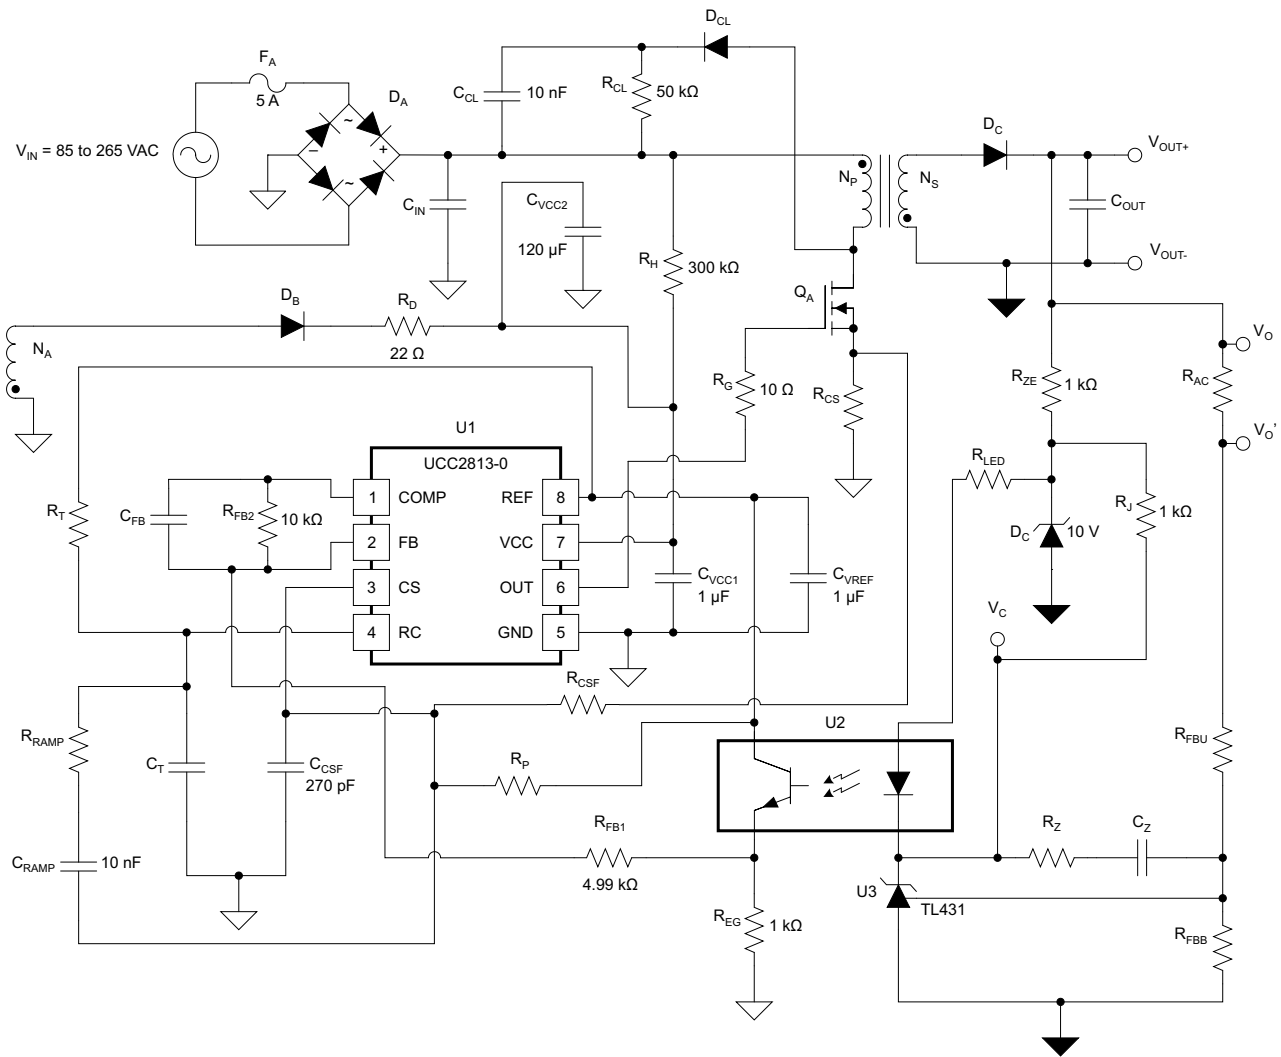 D_CL
F_A
5 A
D_A
C_CL
10 nF
R_CL
50 kΩ
V_IN = 85 to 265 VAC
~
~
–
+
D_C
V_OUT+
N_P
N_S
C_IN
C_VCC2
120 µF
C_OUT
V_OUT-
R_H
300 kΩ
Q_A
D_B
R_D
22 Ω
N_A
V_O
R_G
10 Ω
R_CS
R_ZE
1 kΩ
R_AC
V_O'
U1
UCC2813-0
R_LED
R_J
1 kΩ
R_T
C_FB
R_FB2
10 kΩ
1
COMP
REF
8
2
FB
VCC
7
3
CS
OUT
6
4
RC
GND
5
D_C
10 V
C_VCC1
1 µF
C_VREF
1 µF
V_C
R_CSF
U2
R_RAMP
C_T
C_CSF
270 pF
R_P
R_FBU
R_FB1
4.99 kΩ
R_Z
C_Z
C_RAMP
10 nF
U3
TL431
R_EG
1 kΩ
R_FBB